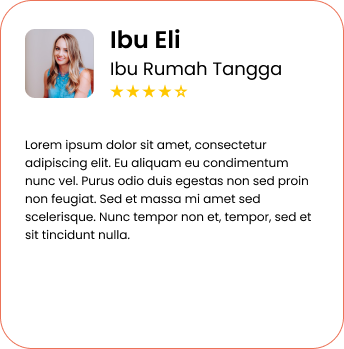 Ibu Eli
Ibu Rumah Tangga
Lorem ipsum dolor sit amet, consectetur
adipiscing elit. Eu aliquam eu condimentum
nunc vel. Purus odio duis egestas non sed proin
non feugiat. Sed et massa mi amet sed
scelerisque. Nunc tempor non et, tempor, sed et
sit tincidunt nulla.